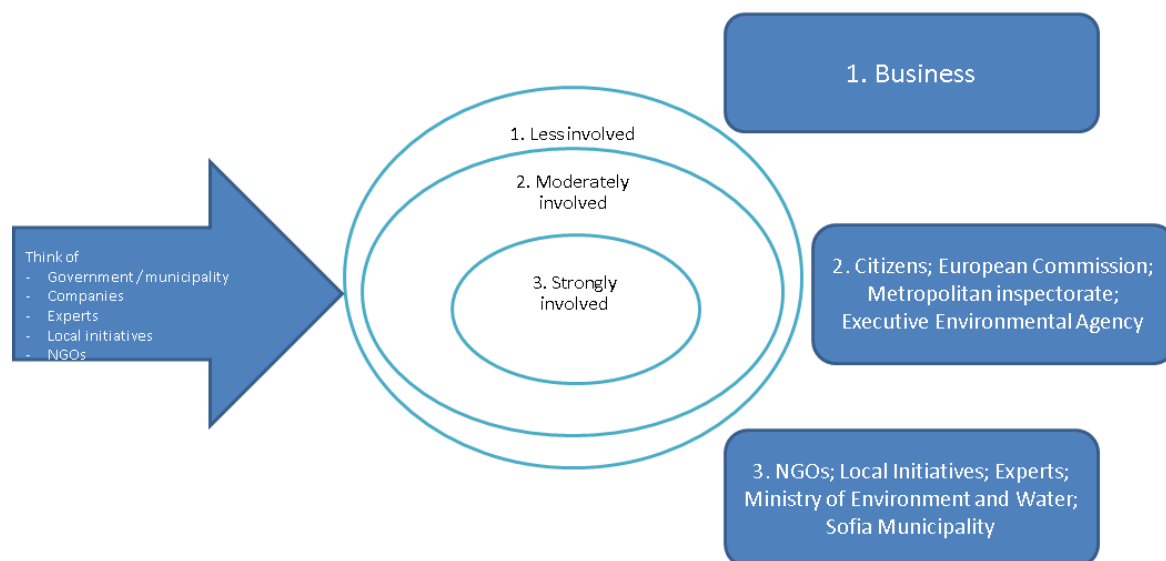 1. Business
1. Less involved
2. Moderately
involved
3. Strongly
involved
Think of
- Government / municipality
- Companies
- Experts
- Local initiatives
- NGOs
2. Citizens; European Commission;
Metropolitan inspectorate;
Executive Environmental Agency
3. NGOs; Local Initiatives; Experts;
Ministry of Environment and Water;
Sofia Municipality